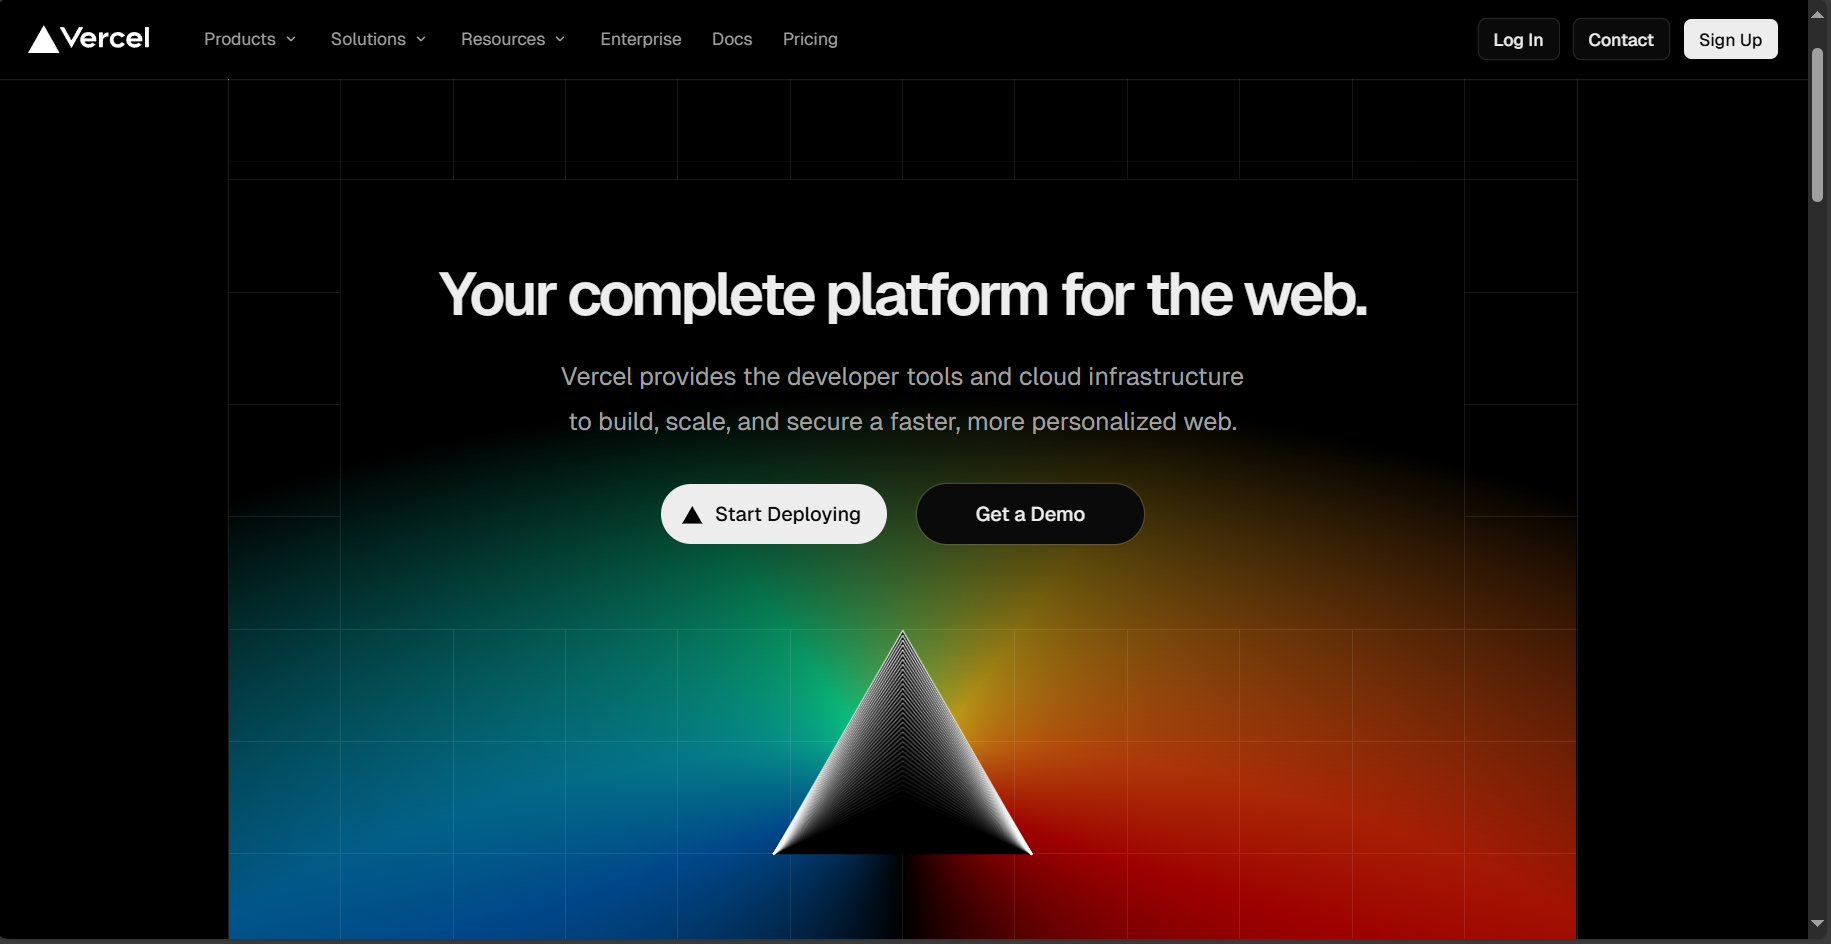 Vercel
Products
Solutions
Resources
Enterprise
Docs
Pricing
Log In
Contact
Sign Up
Your complete platform for the web.
Vercel provides the developer tools and cloud infrastructure
to build, scale, and secure a faster, more personalized web.
Start Deploying
Get a Demo